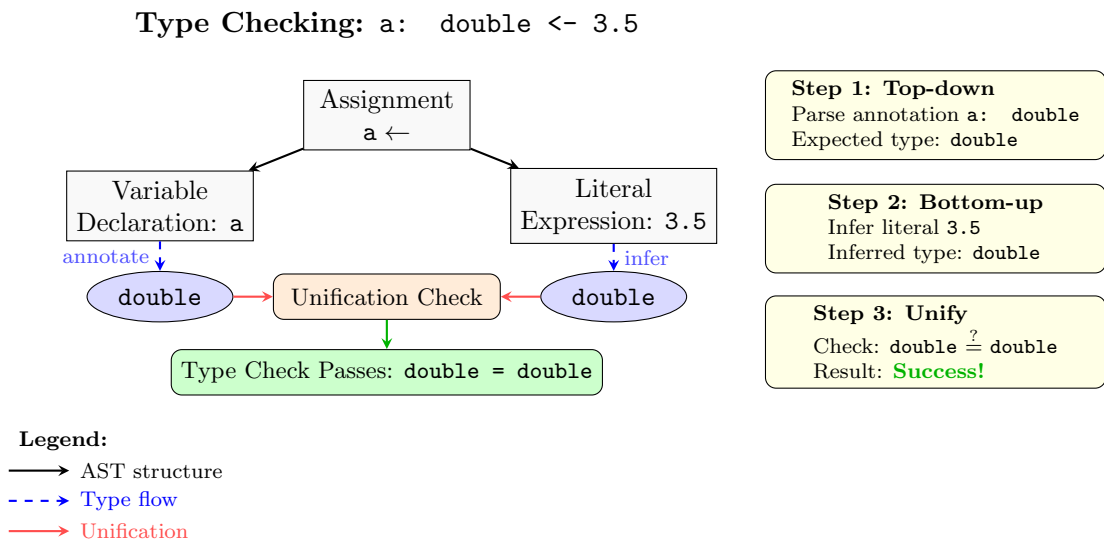 Type Checking: a:  double <- 3.5
Assignment
a ←
Variable
Declaration: a
Literal
Expression: 3.5
annotate
infer
double
Unification Check
double
Type Check Passes: double = double
Step 1: Top-down
Parse annotation a:  double
Expected type: double
Step 2: Bottom-up
Infer literal 3.5
Inferred type: double
Step 3: Unify
Check: double ≟ double
Result: Success!
Legend:
AST structure
Type flow
Unification